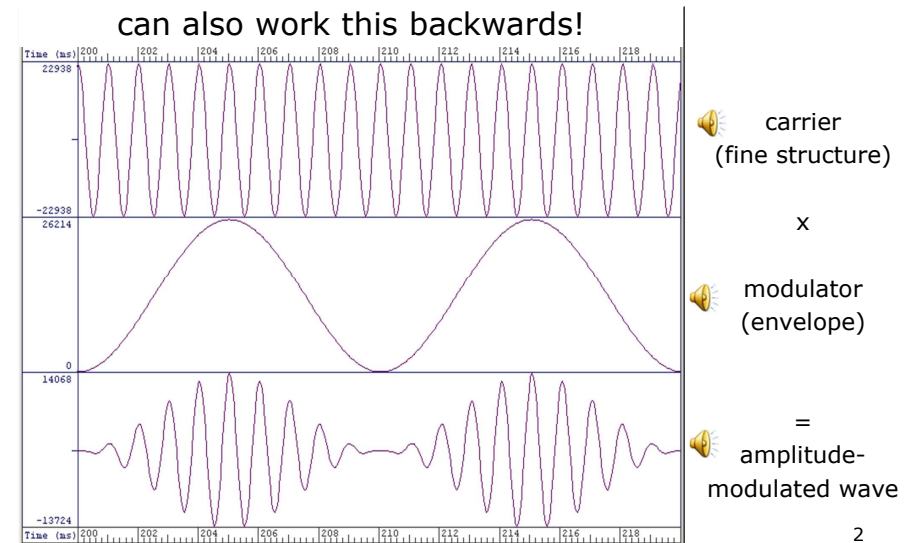 can also work this backwards!
Time (ms) 200 202 204 206 208 210 212 214 216 218
22938
-22938
carrier
(fine structure)
x
26214
0
modulator
(envelope)
14068
-13724
=
amplitude-
modulated wave
Time (ms) 200 202 204 206 208 210 212 214 216 218
2